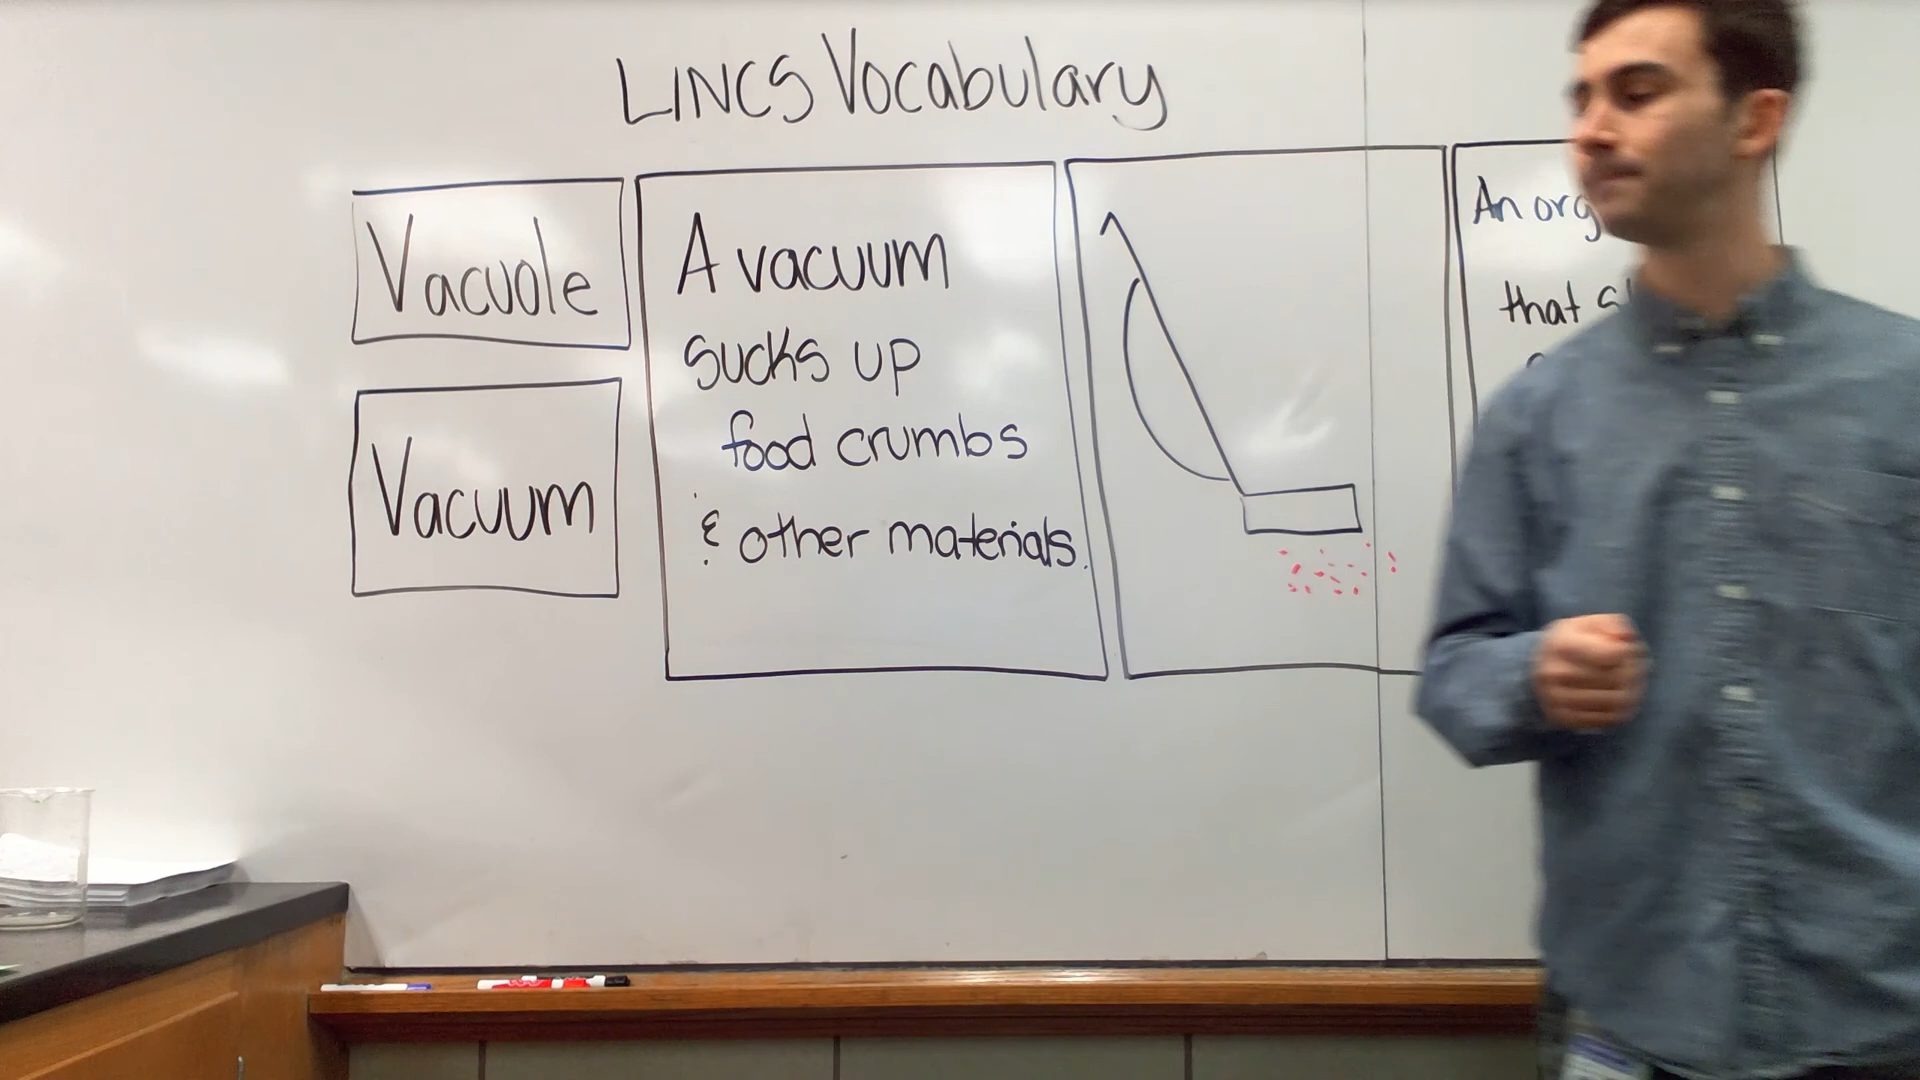 LINCS Vocabulary
Vacuole
Vacuum
A vacuum
sucks up
food crumbs
& other materials.
An org
that s